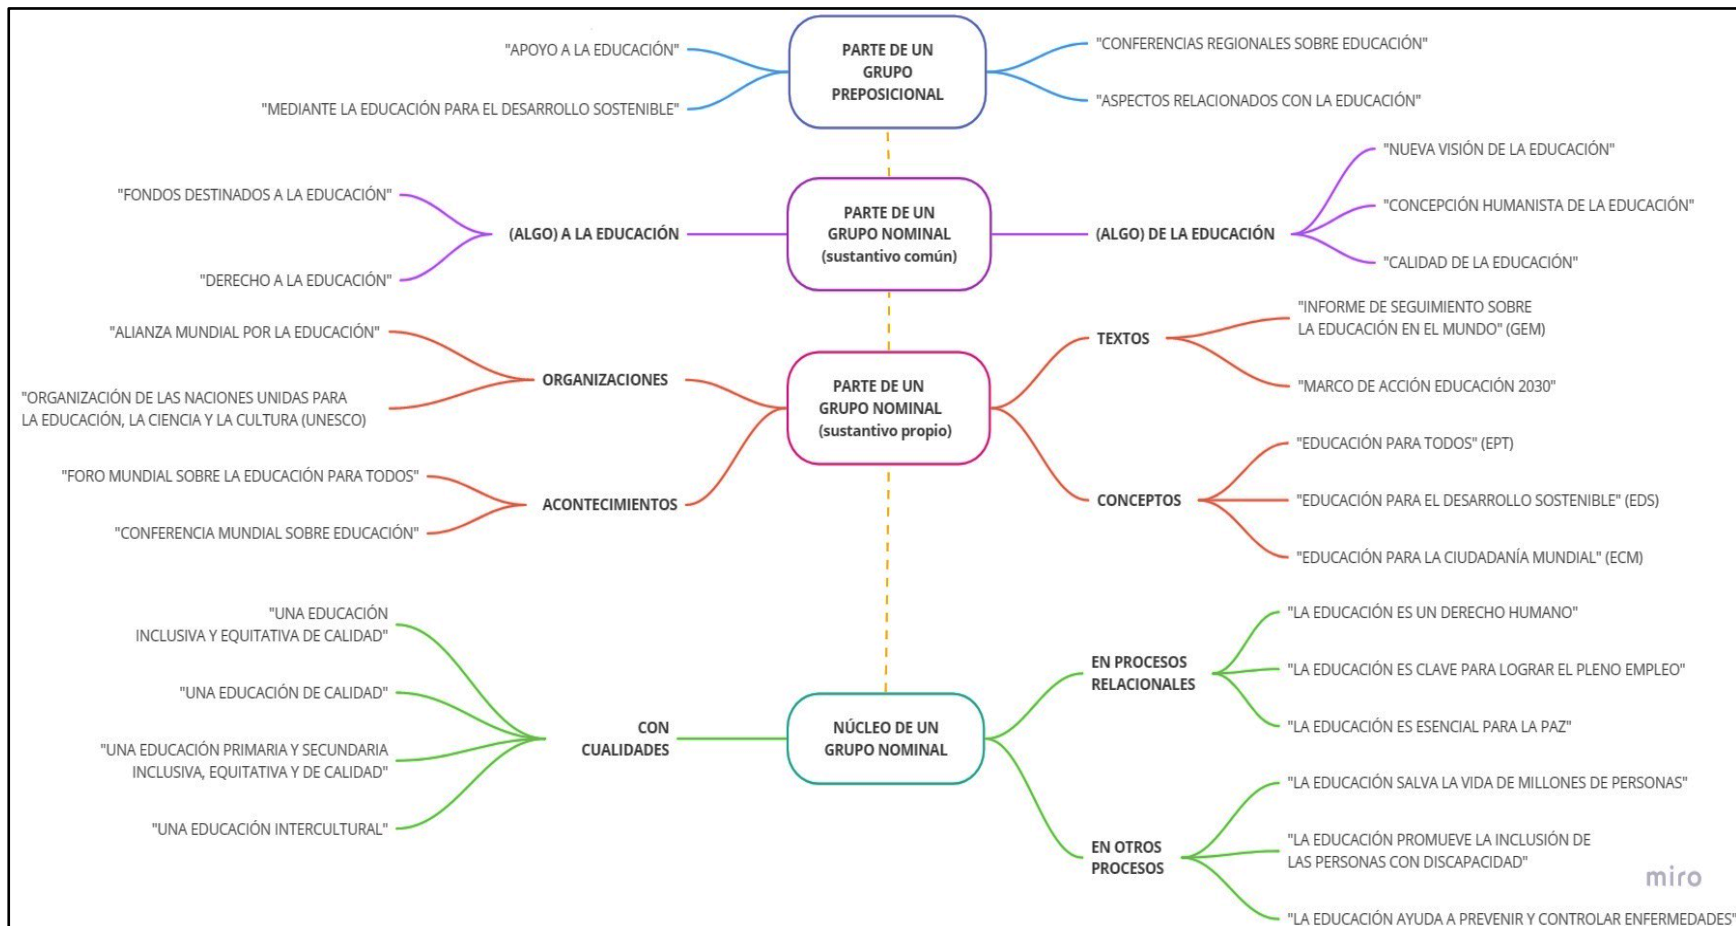 PARTE DE UN
GRUPO
PREPOSICIONAL
"APOYO A LA EDUCACIÓN"
"MEDIANTE LA EDUCACIÓN PARA EL DESARROLLO SOSTENIBLE"
"CONFERENCIAS REGIONALES SOBRE EDUCACIÓN"
"ASPECTOS RELACIONADOS CON LA EDUCACIÓN"
PARTE DE UN
GRUPO NOMINAL
(sustantivo común)
(ALGO) A LA EDUCACIÓN
"FONDOS DESTINADOS A LA EDUCACIÓN"
"DERECHO A LA EDUCACIÓN"
(ALGO) DE LA EDUCACIÓN
"NUEVA VISIÓN DE LA EDUCACIÓN"
"CONCEPCIÓN HUMANISTA DE LA EDUCACIÓN"
"CALIDAD DE LA EDUCACIÓN"
PARTE DE UN
GRUPO NOMINAL
(sustantivo propio)
ORGANIZACIONES
"ALIANZA MUNDIAL POR LA EDUCACIÓN"
"ORGANIZACIÓN DE LAS NACIONES UNIDAS PARA
LA EDUCACIÓN, LA CIENCIA Y LA CULTURA (UNESCO)
ACONTECIMIENTOS
"FORO MUNDIAL SOBRE LA EDUCACIÓN PARA TODOS"
"CONFERENCIA MUNDIAL SOBRE EDUCACIÓN"
TEXTOS
"INFORME DE SEGUIMIENTO SOBRE
LA EDUCACIÓN EN EL MUNDO" (GEM)
"MARCO DE ACCIÓN EDUCACIÓN 2030"
CONCEPTOS
"EDUCACIÓN PARA TODOS" (EPT)
"EDUCACIÓN PARA EL DESARROLLO SOSTENIBLE" (EDS)
"EDUCACIÓN PARA LA CIUDADANÍA MUNDIAL" (ECM)
NÚCLEO DE UN
GRUPO NOMINAL
CON
CUALIDADES
"UNA EDUCACIÓN
INCLUSIVA Y EQUITATIVA DE CALIDAD"
"UNA EDUCACIÓN DE CALIDAD"
"UNA EDUCACIÓN PRIMARIA Y SECUNDARIA
INCLUSIVA, EQUITATIVA Y DE CALIDAD"
"UNA EDUCACIÓN INTERCULTURAL"
EN PROCESOS
RELACIONALES
"LA EDUCACIÓN ES UN DERECHO HUMANO"
"LA EDUCACIÓN ES CLAVE PARA LOGRAR EL PLENO EMPLEO"
"LA EDUCACIÓN ES ESENCIAL PARA LA PAZ"
EN OTROS
PROCESOS
"LA EDUCACIÓN SALVA LA VIDA DE MILLONES DE PERSONAS"
"LA EDUCACIÓN PROMUEVE LA INCLUSIÓN DE
LAS PERSONAS CON DISCAPACIDAD"
"LA EDUCACIÓN AYUDA A PREVENIR Y CONTROLAR ENFERMEDADES"
miro